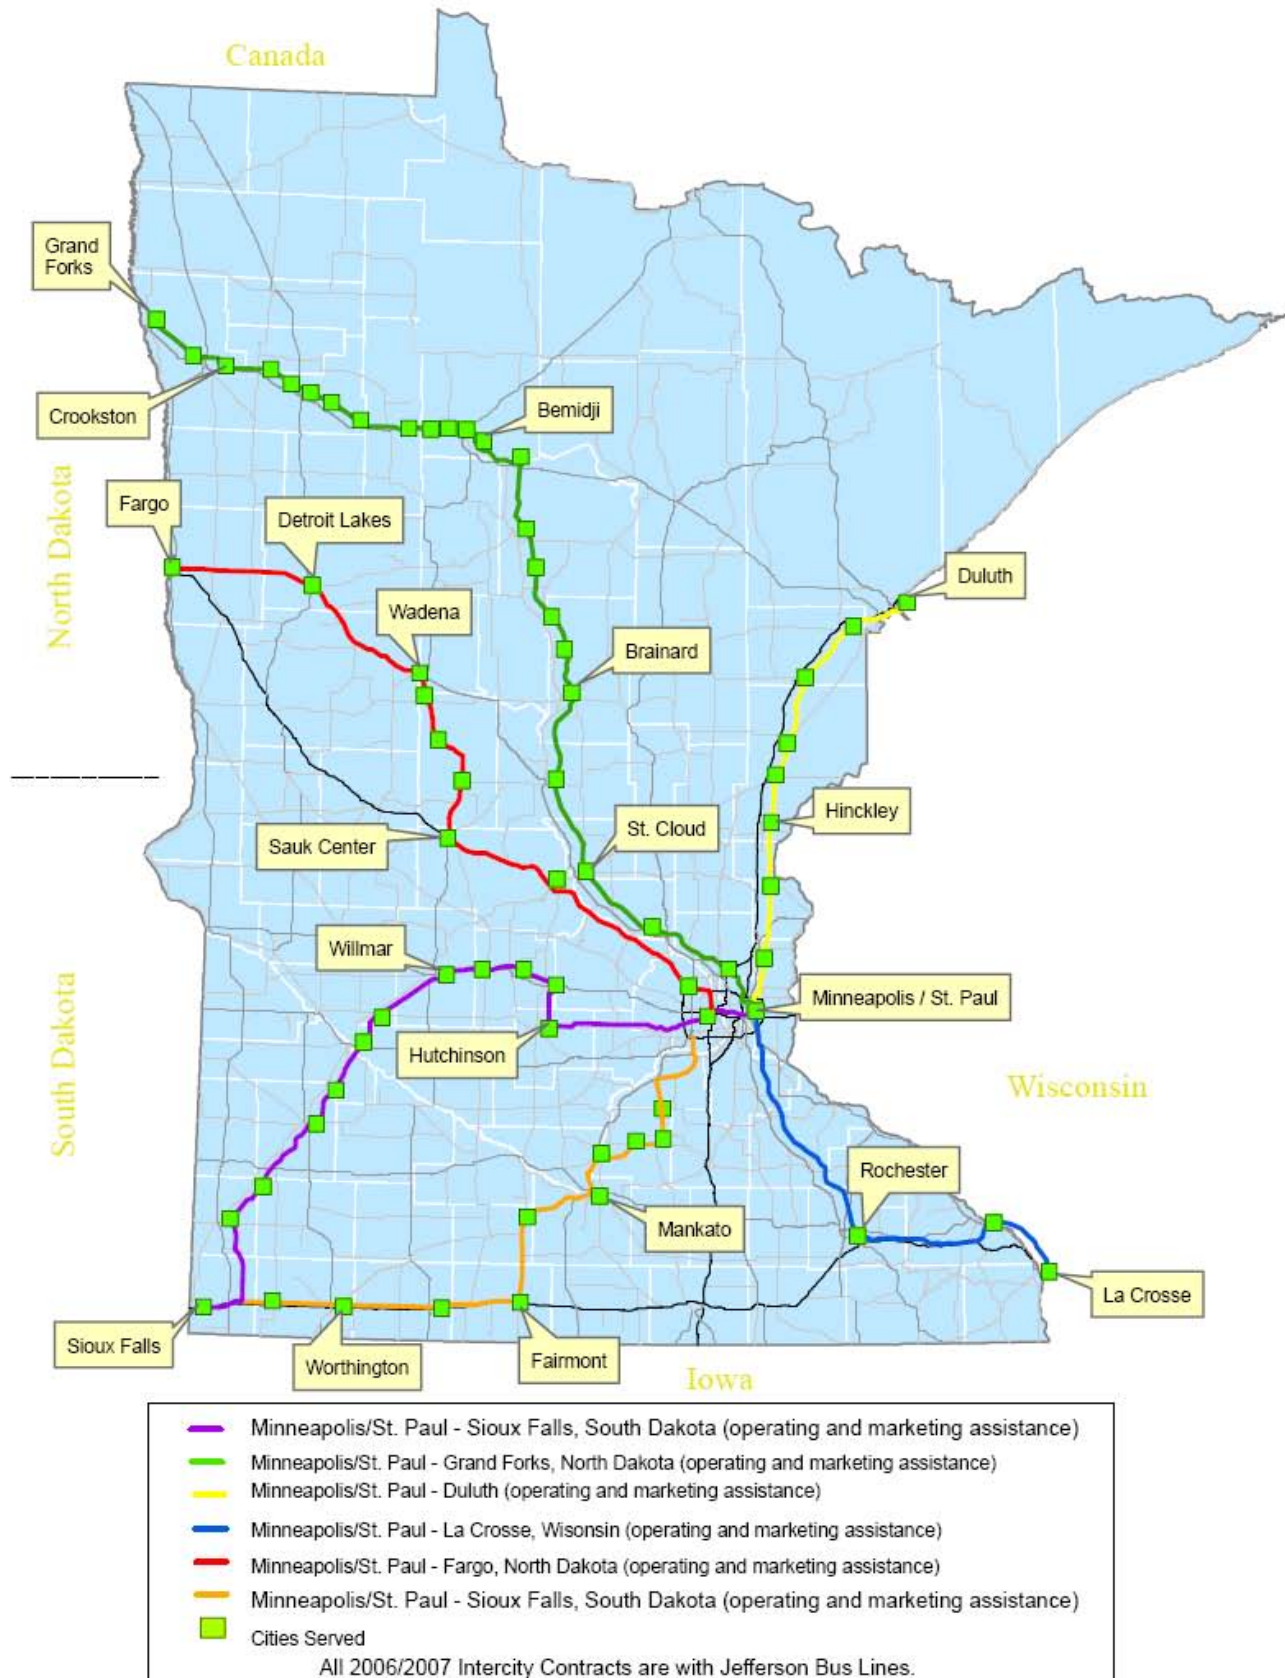 Canada
Grand
Forks
Crookston
Bemidji
North Dakota
Fargo
Detroit Lakes
Duluth
Wadena
Brainard
Hinckley
St. Cloud
Sauk Center
Willmar
Minneapolis / St. Paul
Hutchinson
South Dakota
Wisconsin
Rochester
Mankato
La Crosse
Sioux Falls
Worthington
Fairmont
Iowa
Minneapolis/St. Paul - Sioux Falls, South Dakota (operating and marketing assistance)
Minneapolis/St. Paul - Grand Forks, North Dakota (operating and marketing assistance)
Minneapolis/St. Paul - Duluth (operating and marketing assistance)
Minneapolis/St. Paul - La Crosse, Wisonsin (operating and marketing assistance)
Minneapolis/St. Paul - Fargo, North Dakota (operating and marketing assistance)
Minneapolis/St. Paul - Sioux Falls, South Dakota (operating and marketing assistance)
Cities Served
All 2006/2007 Intercity Contracts are with Jefferson Bus Lines.